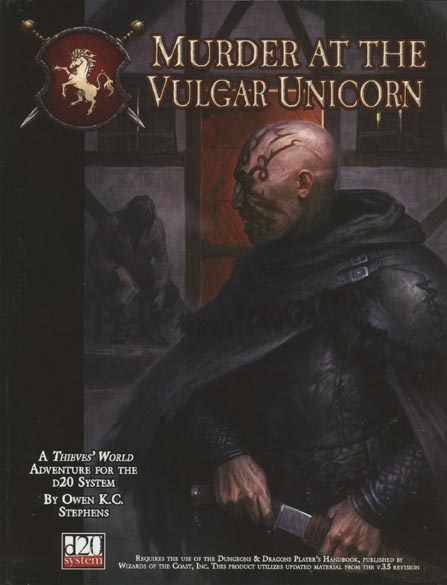 MURDER AT THE
VULGAR UNICORN
A THIEVES' WORLD
ADVENTURE FOR THE
D20 SYSTEM
BY OWEN K.C.
STEPHENS
d20
system
REQUIRES THE USE OF THE DUNGEONS & DRAGONS PLAYER'S HANDBOOK, PUBLISHED BY
WIZARDS OF THE COAST, INC. THIS PRODUCT UTILIZES UPDATED MATERIAL FROM THE V.3.5 REVISION